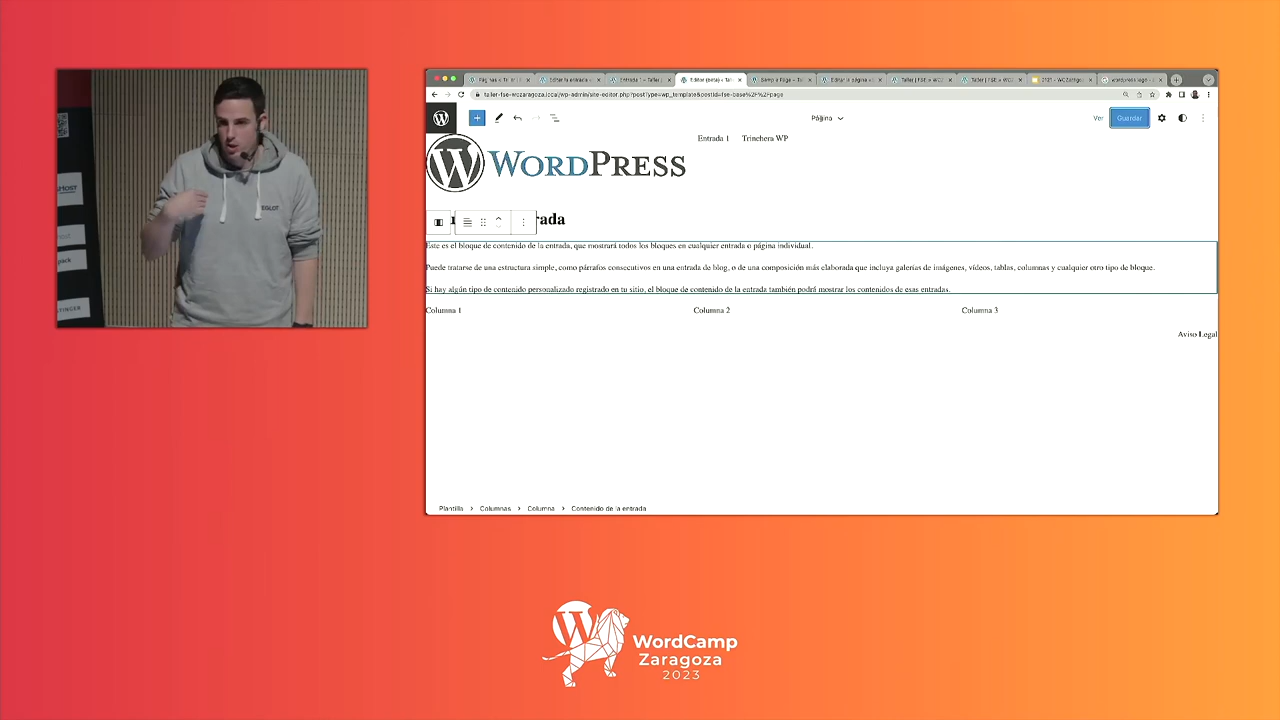 taller-fse-wczaragoza.local/wp-admin/site-editor.php?postType=wp_template&postId=fse-base%2F%2Fpage
Página
Ver
Guardar
Entrada 1 Trinchera WP
WORDPRESS
rada
Este es el bloque de contenido de la entrada, que mostrará todos los bloques en cualquier entrada o página individual.
Puede tratarse de una estructura simple, como párrafos consecutivos en una entrada de blog, o de una composición más elaborada que incluya galerías de imágenes, vídeos, tablas, columnas y cualquier otro tipo de bloque.
Si hay algún tipo de contenido personalizado registrado en tu sitio, el bloque de contenido de la entrada también podrá mostrar los contenidos de esas entradas.
Columna 1 Columna 2 Columna 3
Aviso Legal
Plantilla > Columnas > Columna > Contenido de la entrada
WordCamp
Zaragoza
2023